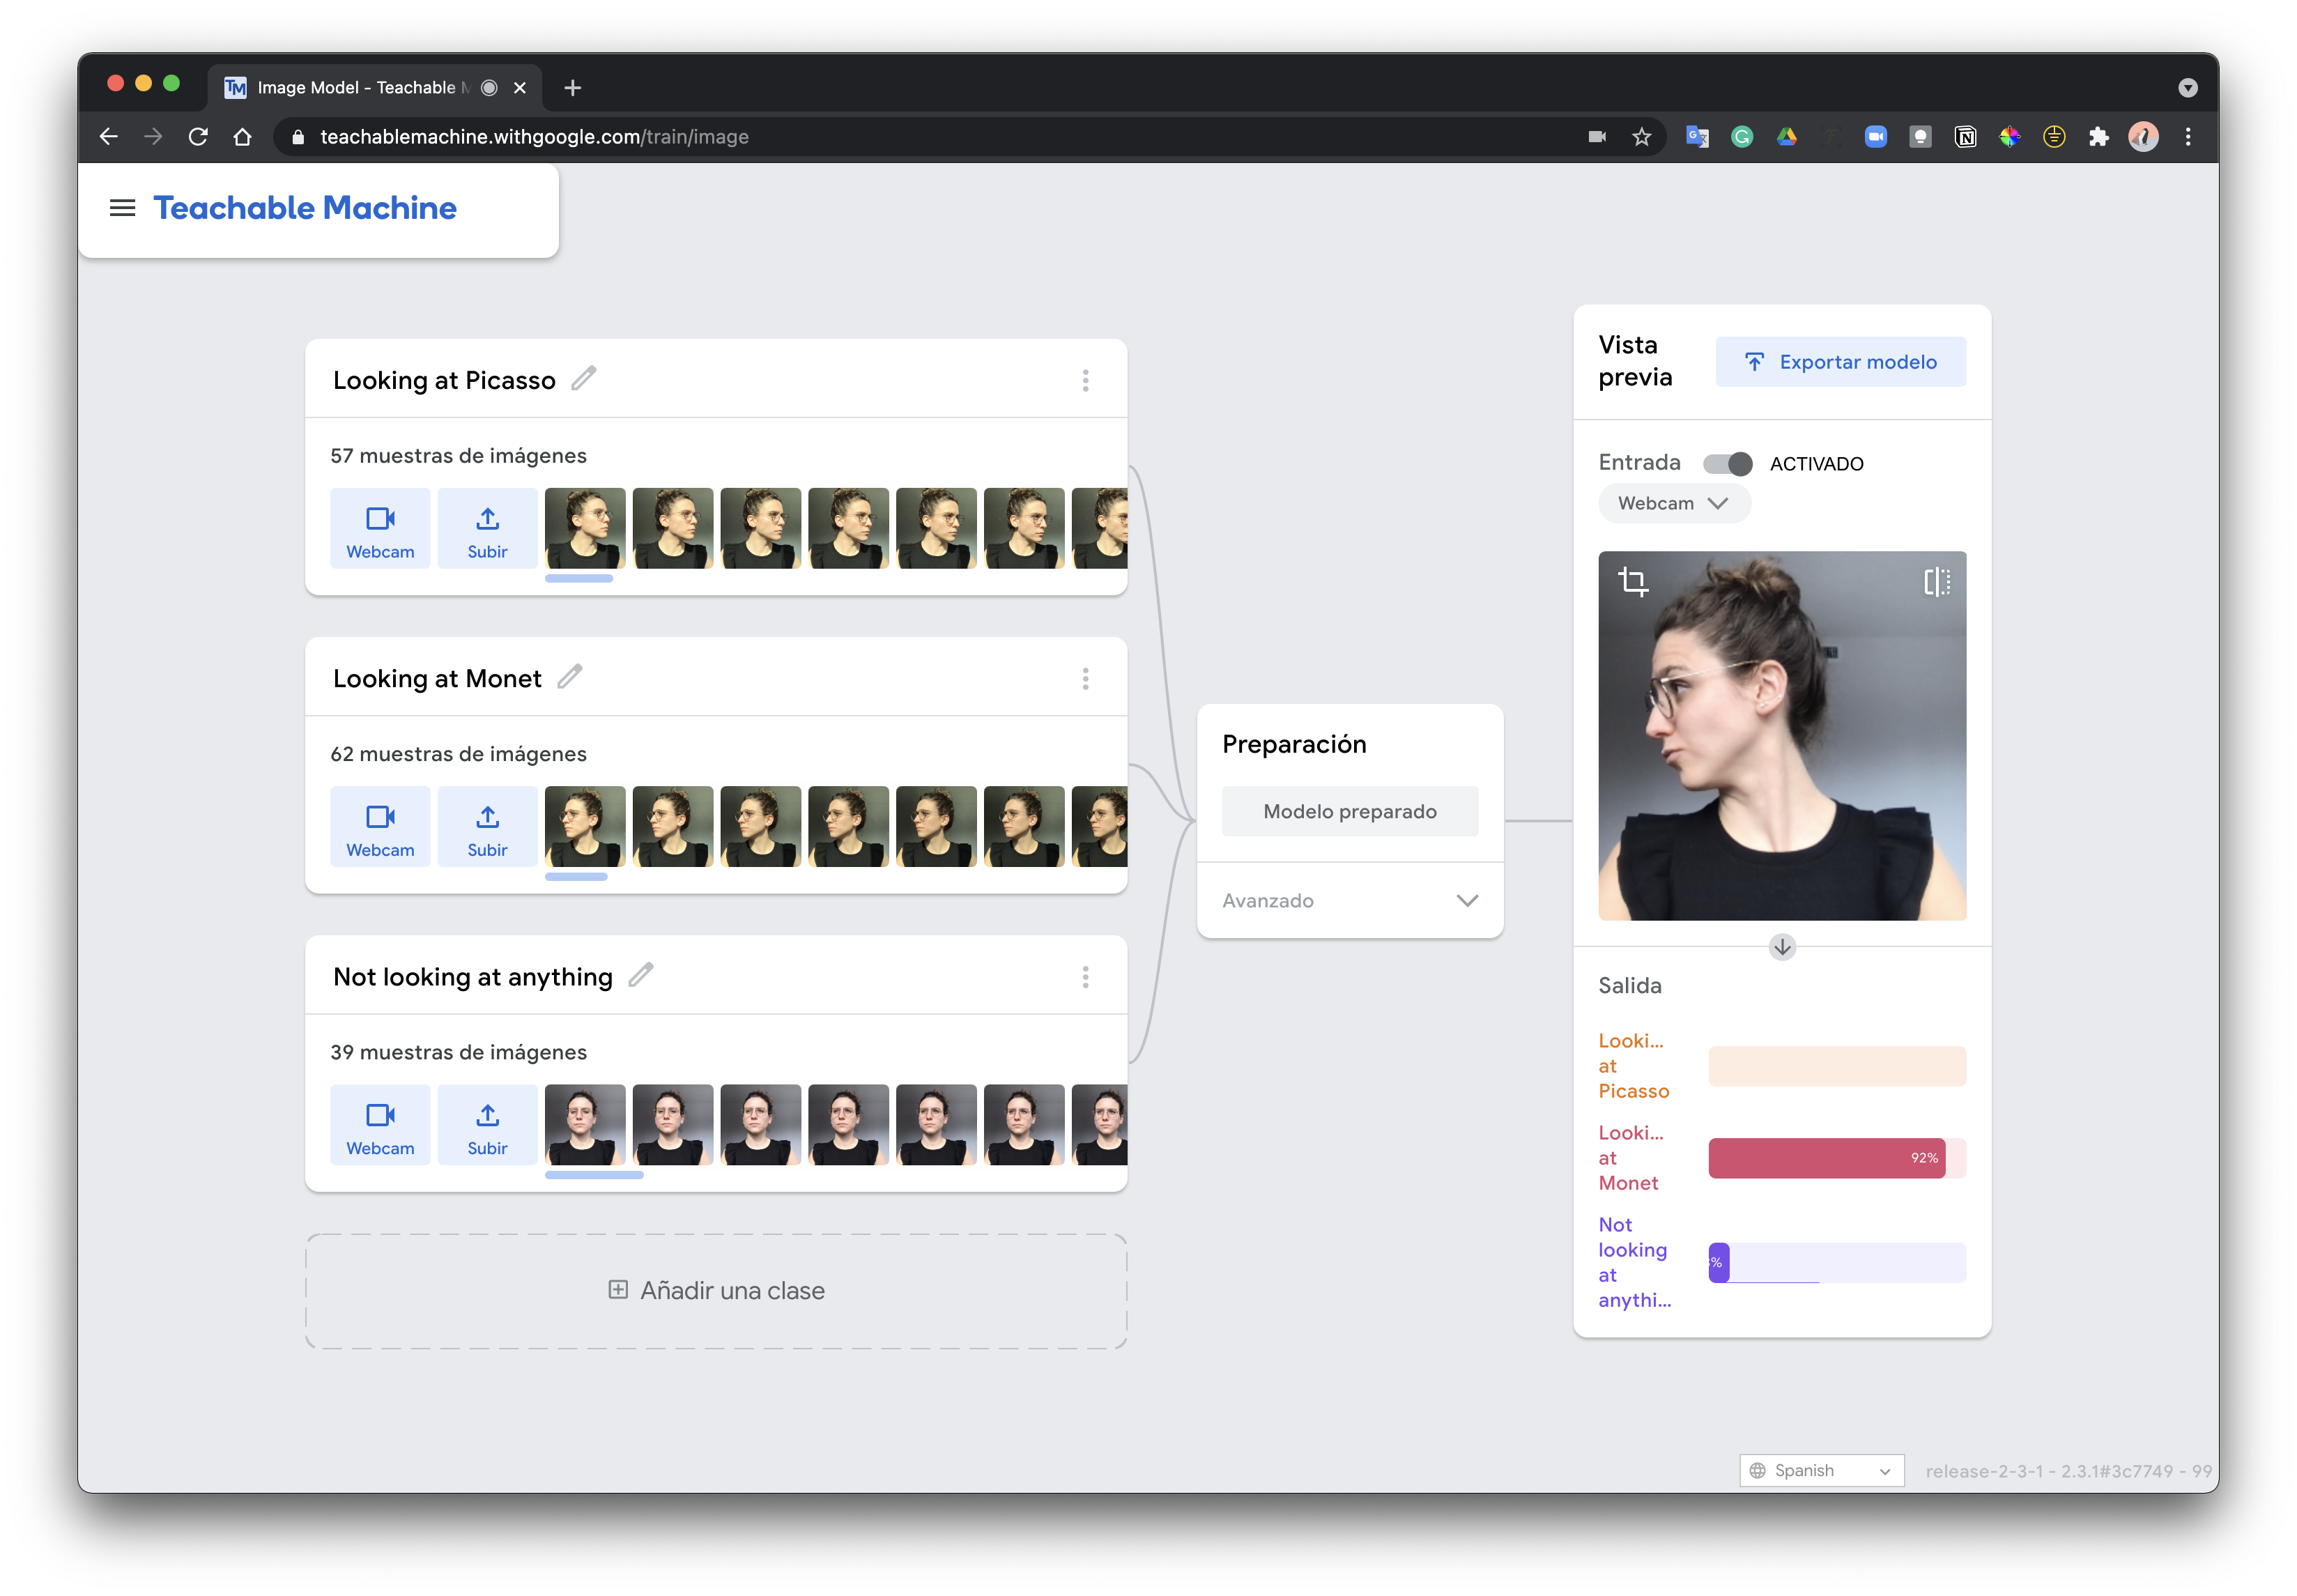 Image Model - Teachable M
teachablemachine.withgoogle.com/train/image
Teachable Machine
Looking at Picasso
57 muestras de imágenes
Webcam
Subir
Looking at Monet
62 muestras de imágenes
Webcam
Subir
Not looking at anything
39 muestras de imágenes
Webcam
Subir
Añadir una clase
Preparación
Modelo preparado
Avanzado
Vista
previa
Exportar modelo
Entrada
ACTIVADO
Webcam
Salida
Looki...
at
Picasso
Looki...
at
Monet
92%
Not
looking
at
anythi...
%
Spanish
release-2-3-1 - 2.3.1#3c7749 - 99